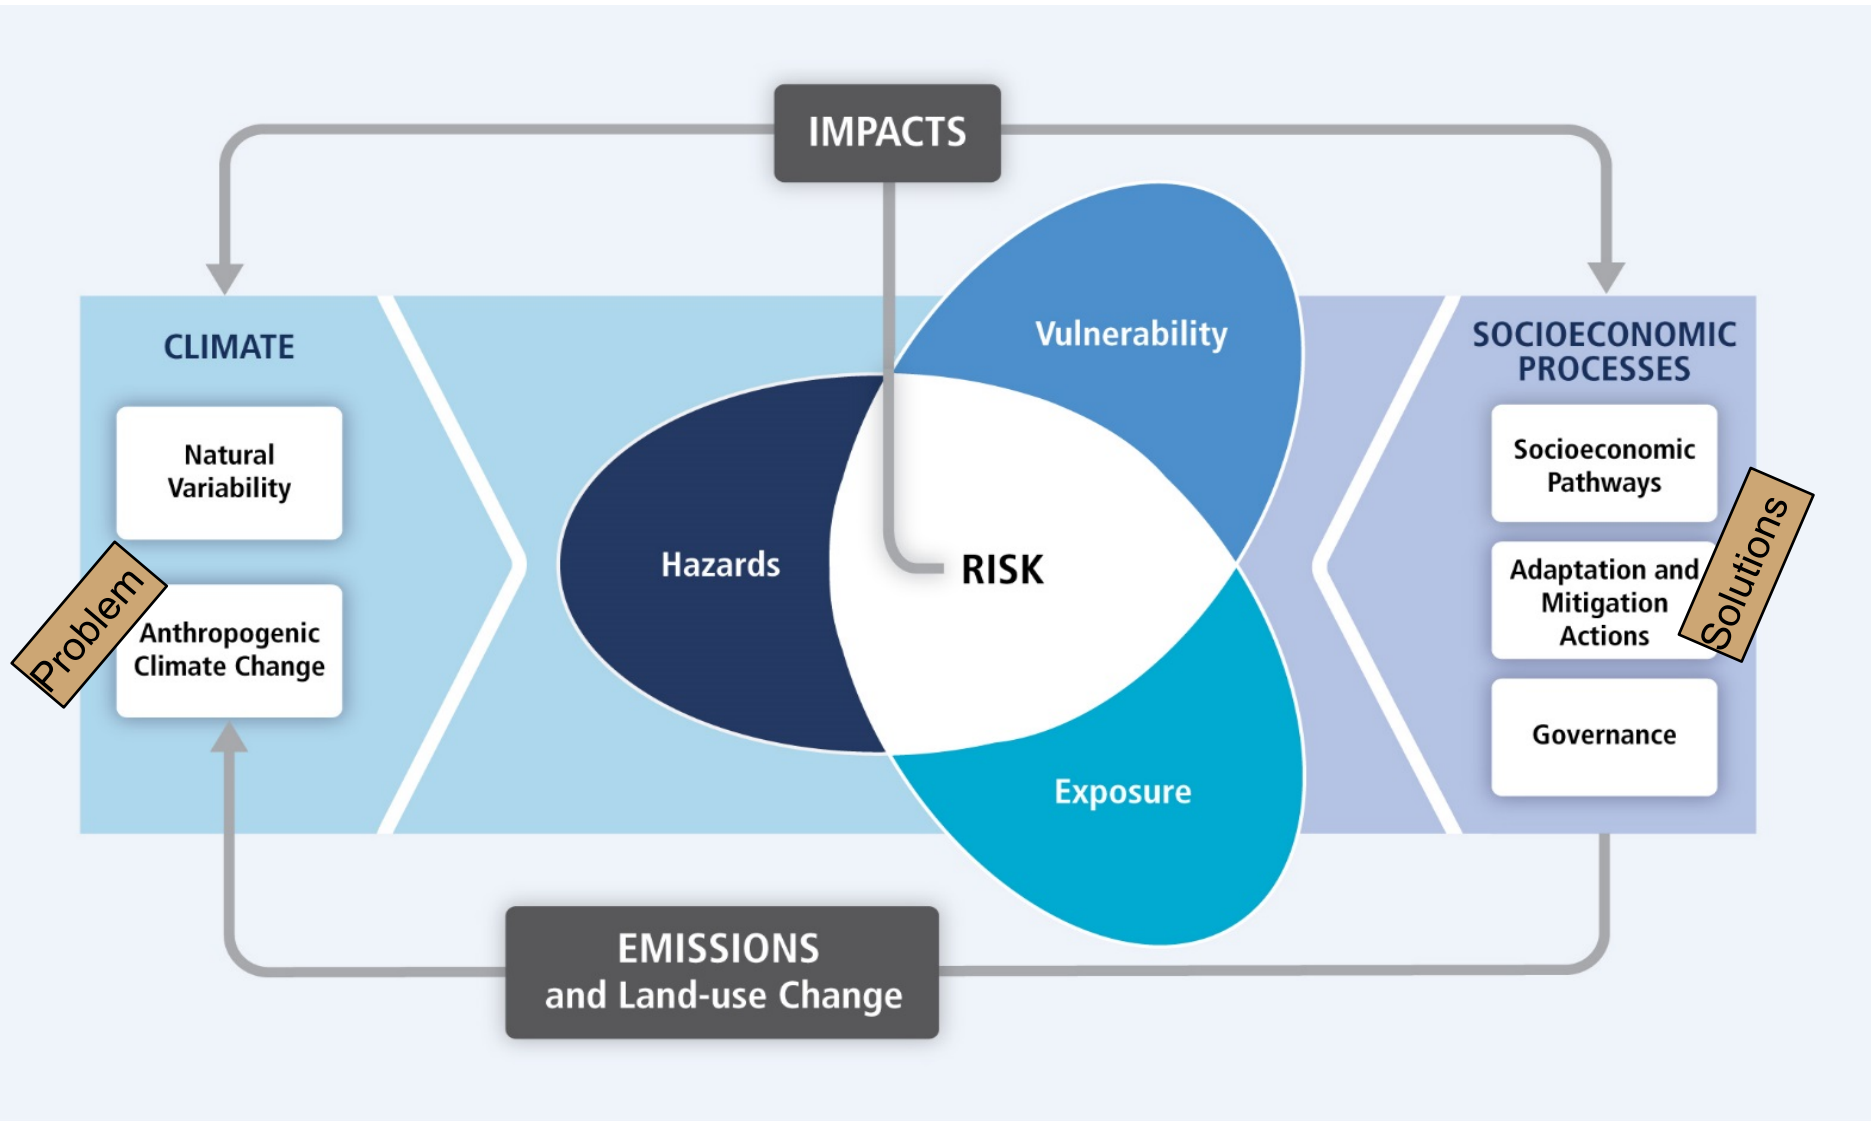 IMPACTS
CLIMATE
Natural
Variability
Problem
Anthropogenic
Climate Change
Vulnerability
Hazards
RISK
Exposure
SOCIOECONOMIC
PROCESSES
Socioeconomic
Pathways
Adaptation and
Mitigation
Actions
Solutions
Governance
EMISSIONS
and Land-use Change